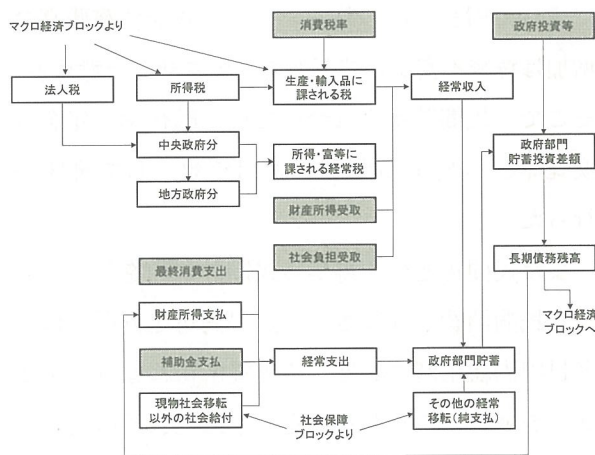 マクロ経済ブロックより
消費税率
政府投資等
法人税
所得税
生産・輸入品に
課される税
経常収入
中央政府分
地方政府分
所得・富等に
課される経常税
政府部門
貯蓄投資差額
財産所得受取
社会負担受取
長期債務残高
最終消費支出
財産所得支払
マクロ経済
ブロックへ
補助金支払
経常支出
政府部門貯蓄
現物社会移転
以外の社会給付
社会保障
ブロックより
その他の経常
移転(純支払)